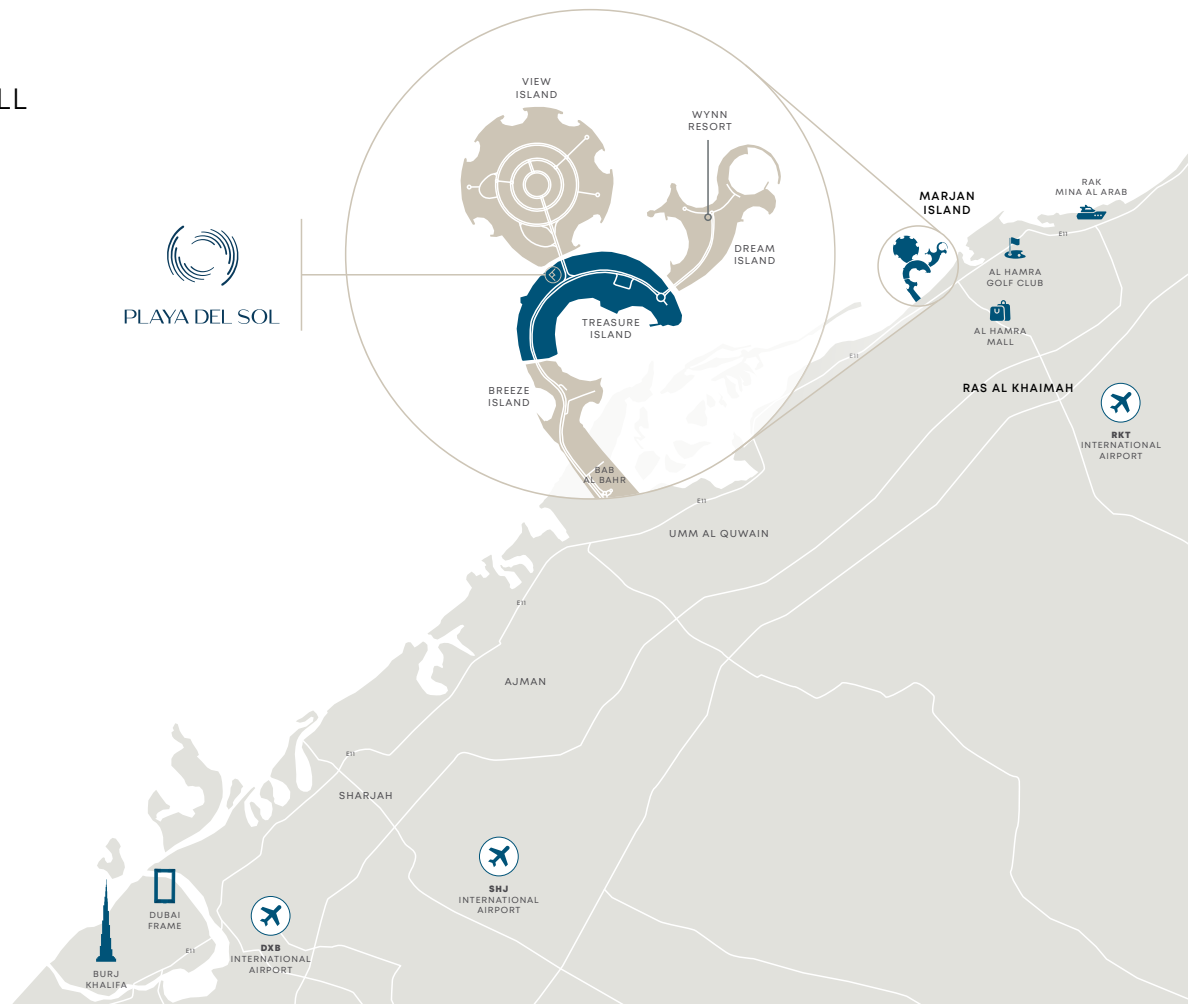 LL
VIEW
ISLAND
WYNN
RESORT
DREAM
ISLAND
PLAYA DEL SOL
TREASURE
ISLAND
BREEZE
ISLAND
BAB
AL BAHR
MARJAN
ISLAND
RAK
MINA AL ARAB
E11
AL HAMRA
GOLF CLUB
AL HAMRA
MALL
E11
RAS AL KHAIMAH
RKT
INTERNATIONAL
AIRPORT
E11
UMM AL QUWAIN
E11
AJMAN
E11
SHARJAH
SHJ
INTERNATIONAL
AIRPORT
DUBAI
FRAME
E11
DXB
INTERNATIONAL
AIRPORT
BURJ
KHALIFA